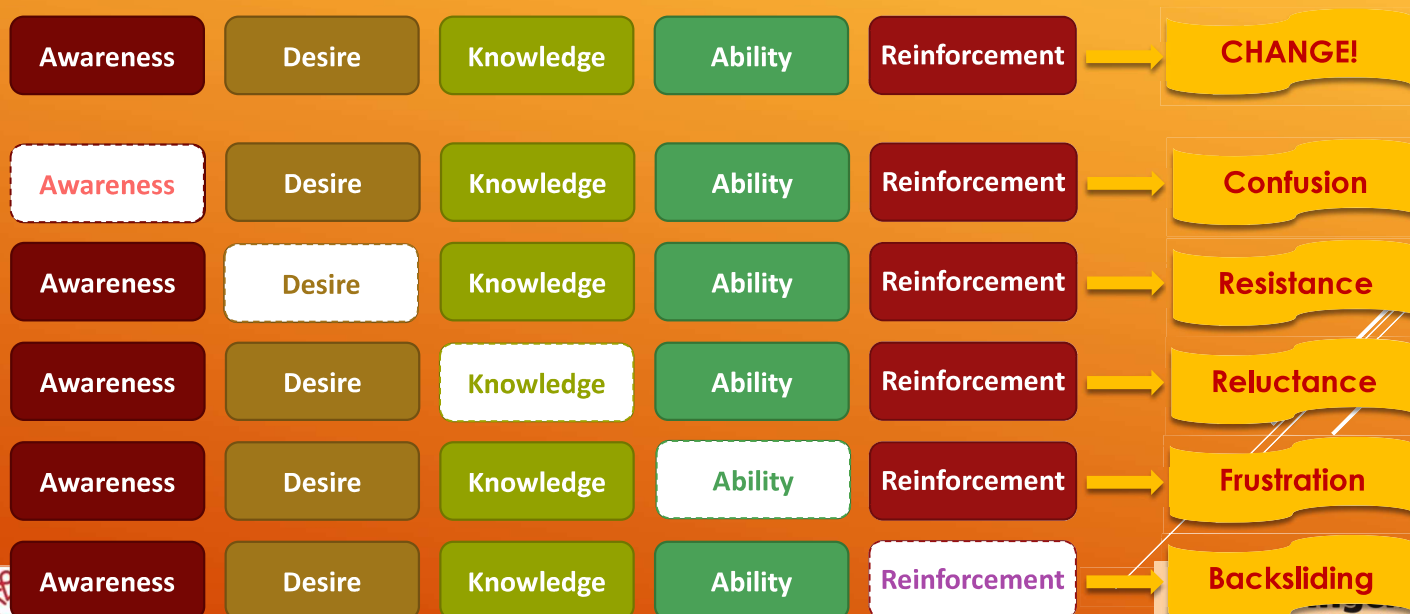 Awareness Desire Knowledge Ability Reinforcement CHANGE!
Awareness Desire Knowledge Ability Reinforcement Confusion
Awareness Desire Knowledge Ability Reinforcement Resistance
Awareness Desire Knowledge Ability Reinforcement Reluctance
Awareness Desire Knowledge Ability Reinforcement Frustration
Awareness Desire Knowledge Ability Reinforcement Backsliding